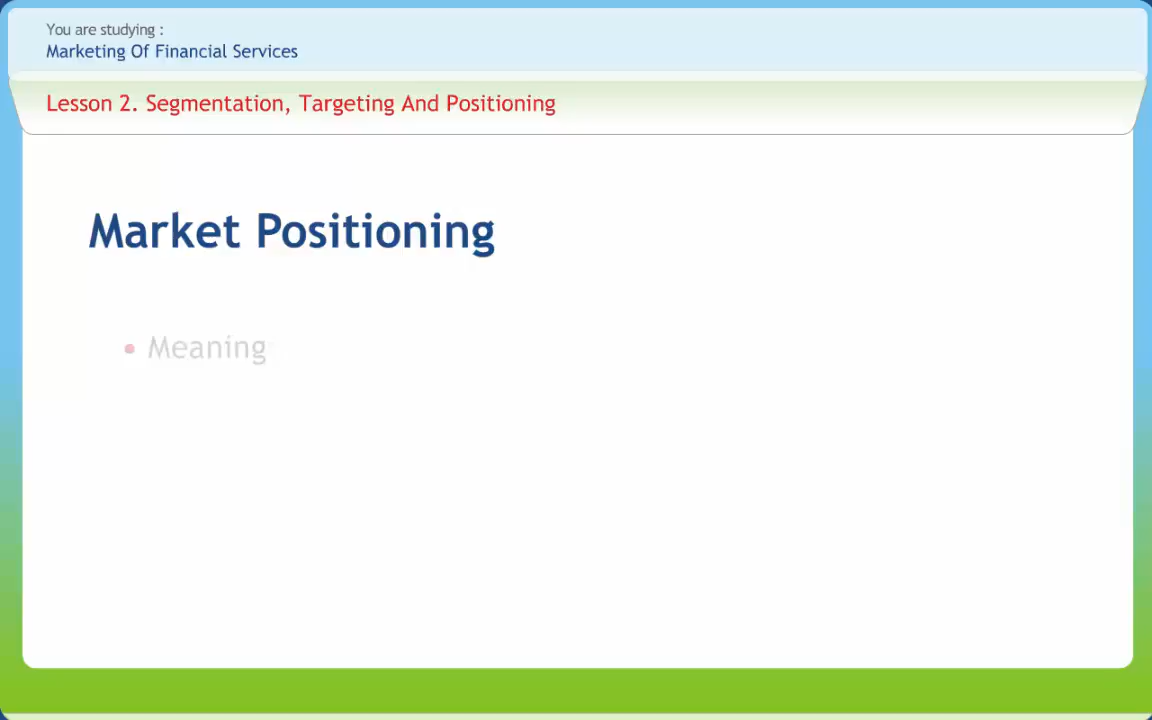 You are studying :
Marketing Of Financial Services
Lesson 2. Segmentation, Targeting And Positioning
Market Positioning
• Meaning